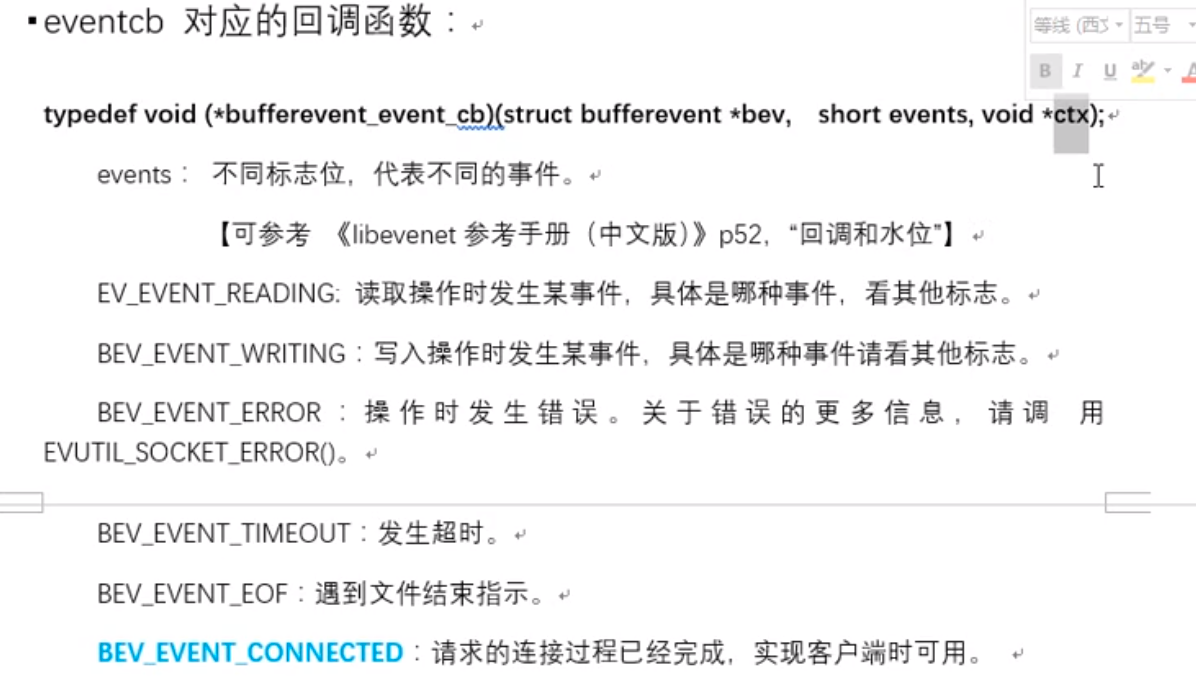 ▪eventcb 对应的回调函数：
等线 (西文 五号
B I U aby A
typedef void (*bufferevent_event_cb)(struct bufferevent *bev, short events, void *ctx);
events： 不同标志位，代表不同的事件。
【可参考 《libevenet 参考手册（中文版）》p52，“回调和水位”】
EV_EVENT_READING: 读取操作时发生某事件，具体是哪种事件，看其他标志。
BEV_EVENT_WRITING：写入操作时发生某事件，具体是哪种事件请看其他标志。
BEV_EVENT_ERROR ：操作时发生错误。关于错误的更多信息，请调 用
EVUTIL_SOCKET_ERROR()。
BEV_EVENT_TIMEOUT：发生超时。
BEV_EVENT_EOF：遇到文件结束指示。
BEV_EVENT_CONNECTED：请求的连接过程已经完成，实现客户端时可用。